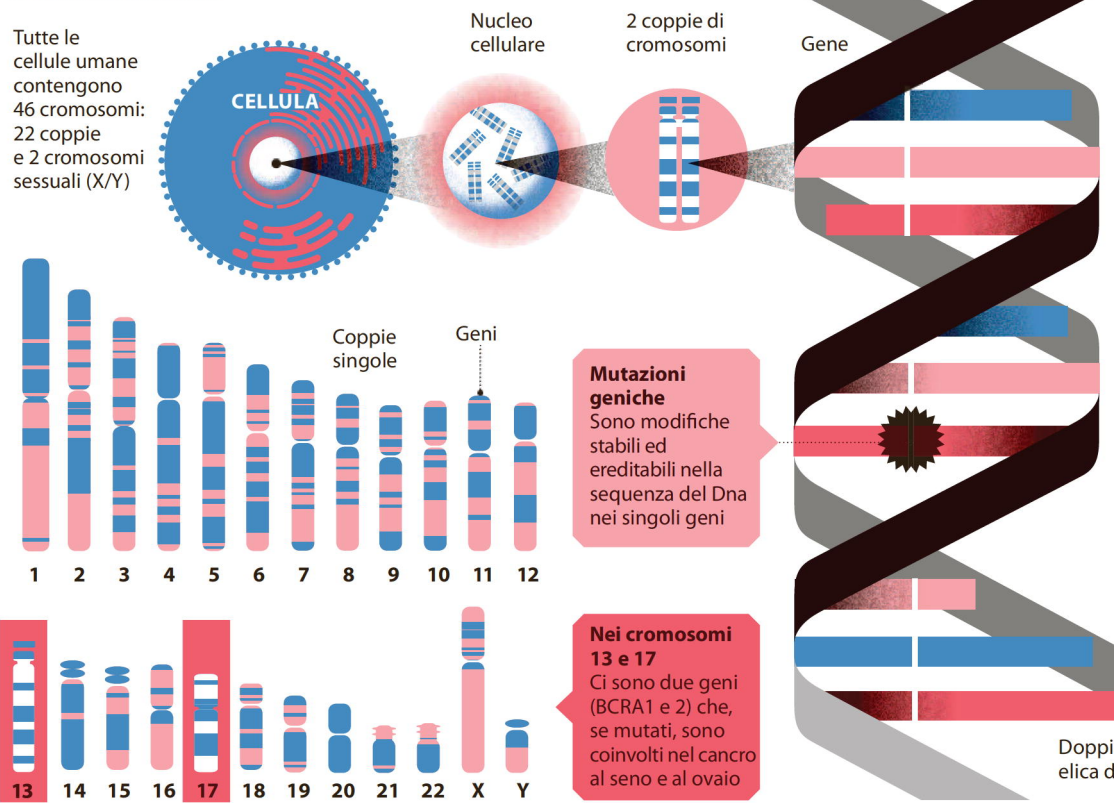 Tutte le
cellule umane
contengono
46 cromosomi:
22 coppie
e 2 cromosomi
sessuali (X/Y)
CELLULA
Nucleo
cellulare
2 coppie di
cromosomi
Gene
Coppie
singole
Geni
Mutazioni
geniche
Sono modifiche
stabili ed
ereditabili nella
sequenza del Dna
nei singoli geni
1 2 3 4 5 6 7 8 9 10 11 12
Nei cromosomi
13 e 17
Ci sono due geni
(BCRA1 e 2) che,
se mutati, sono
coinvolti nel cancro
al seno e al ovaio
13 14 15 16 17 18 19 20 21 22 X Y
Doppi
elica d